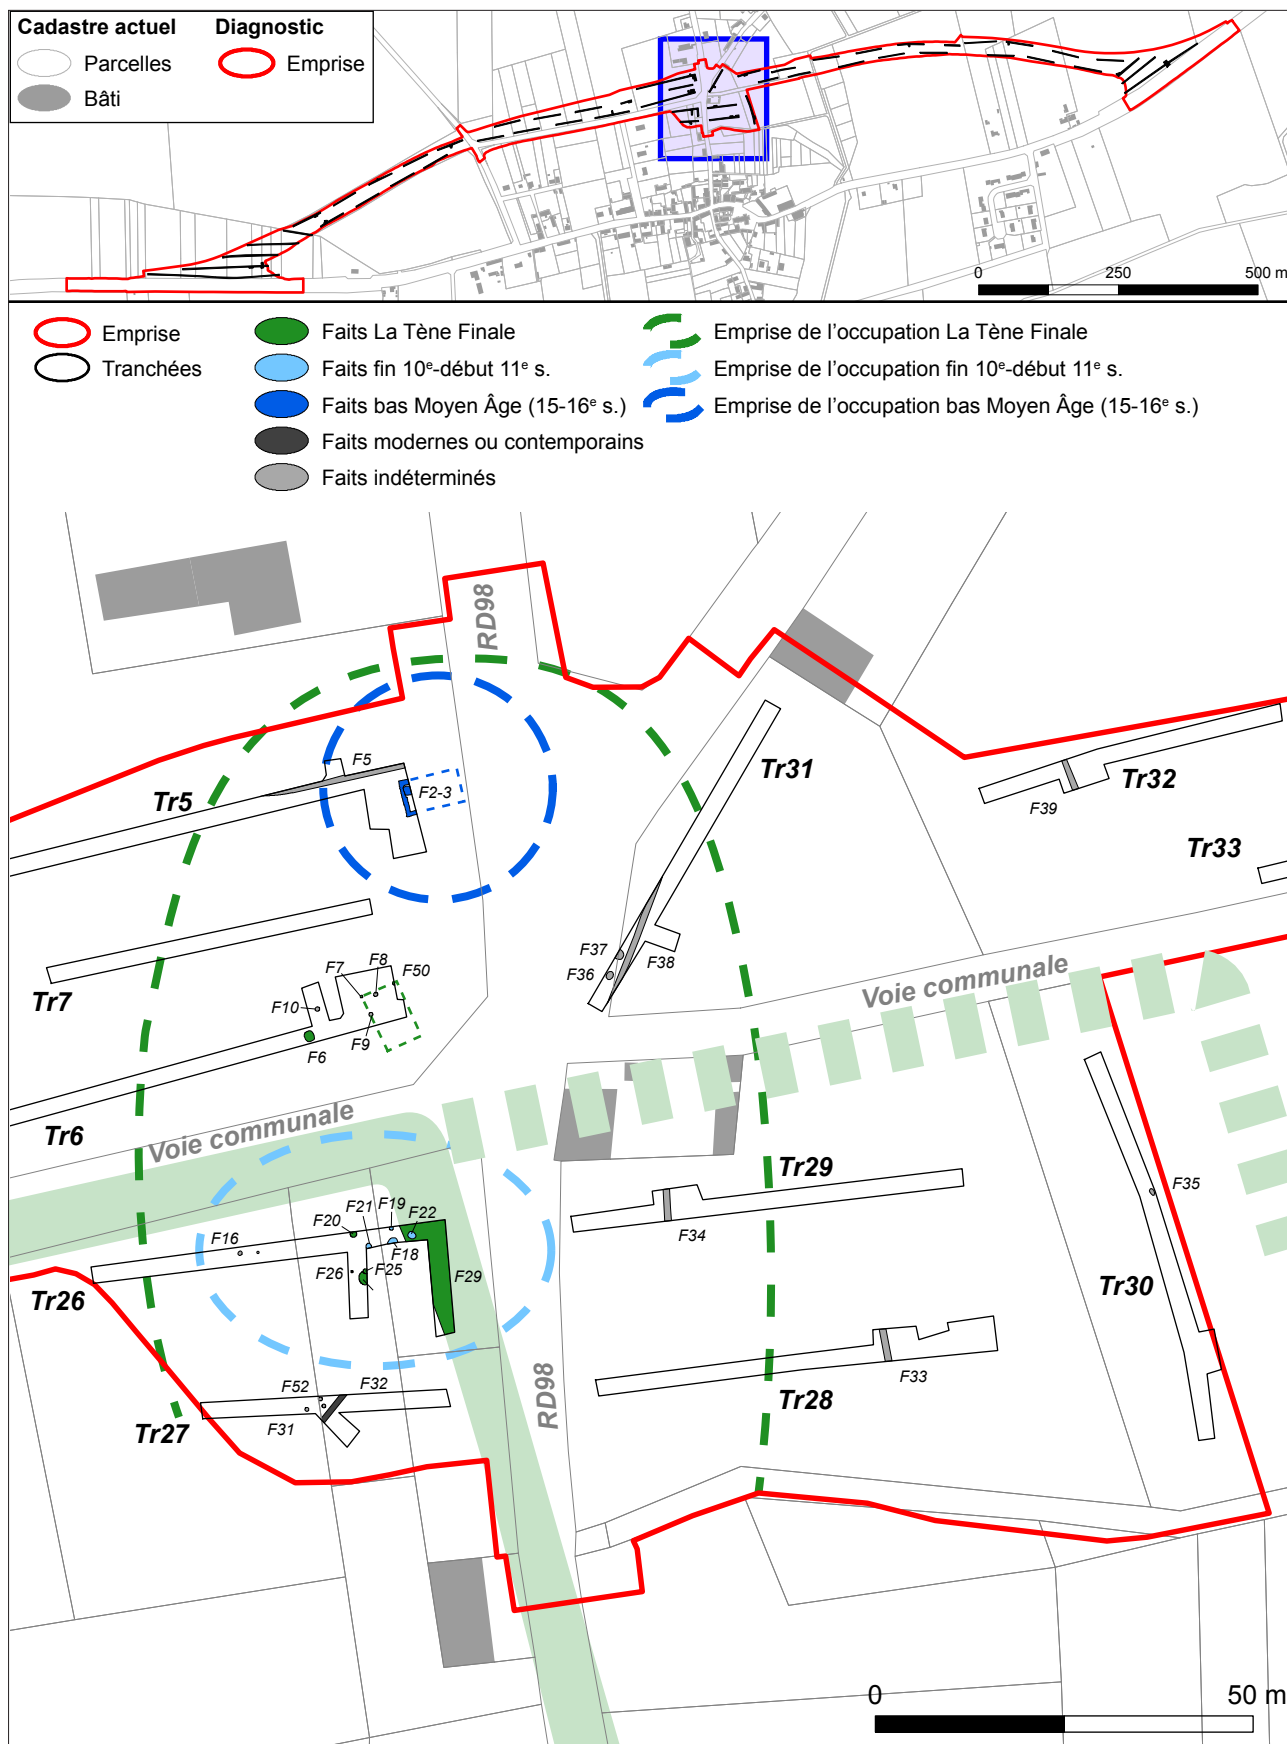 Cadastre actuel
Diagnostic
Parcelles
Emprise
Bâti
0
250
500 m
Emprise
Faits La Tène Finale
Emprise de l'occupation La Tène Finale
Tranchées
Faits fin 10e-début 11e s.
Emprise de l'occupation fin 10e-début 11e s.
Faits bas Moyen Âge (15-16e s.)
Emprise de l'occupation bas Moyen Âge (15-16e s.)
Faits modernes ou contemporains
Faits indéterminés
RD98
F5
Tr31
Tr32
Tr5
F2-3
F39
Tr33
F37
F7
F8
F50
F36
F38
Tr7
F10
Voie communale
F9
F6
Tr6
Voie communale
Tr29
F35
F20
F21
F19
F22
F16
F18
F34
F26
F25
F29
Tr26
Tr30
F52
F32
RD98
F33
Tr28
F31
Tr27
0
50 m